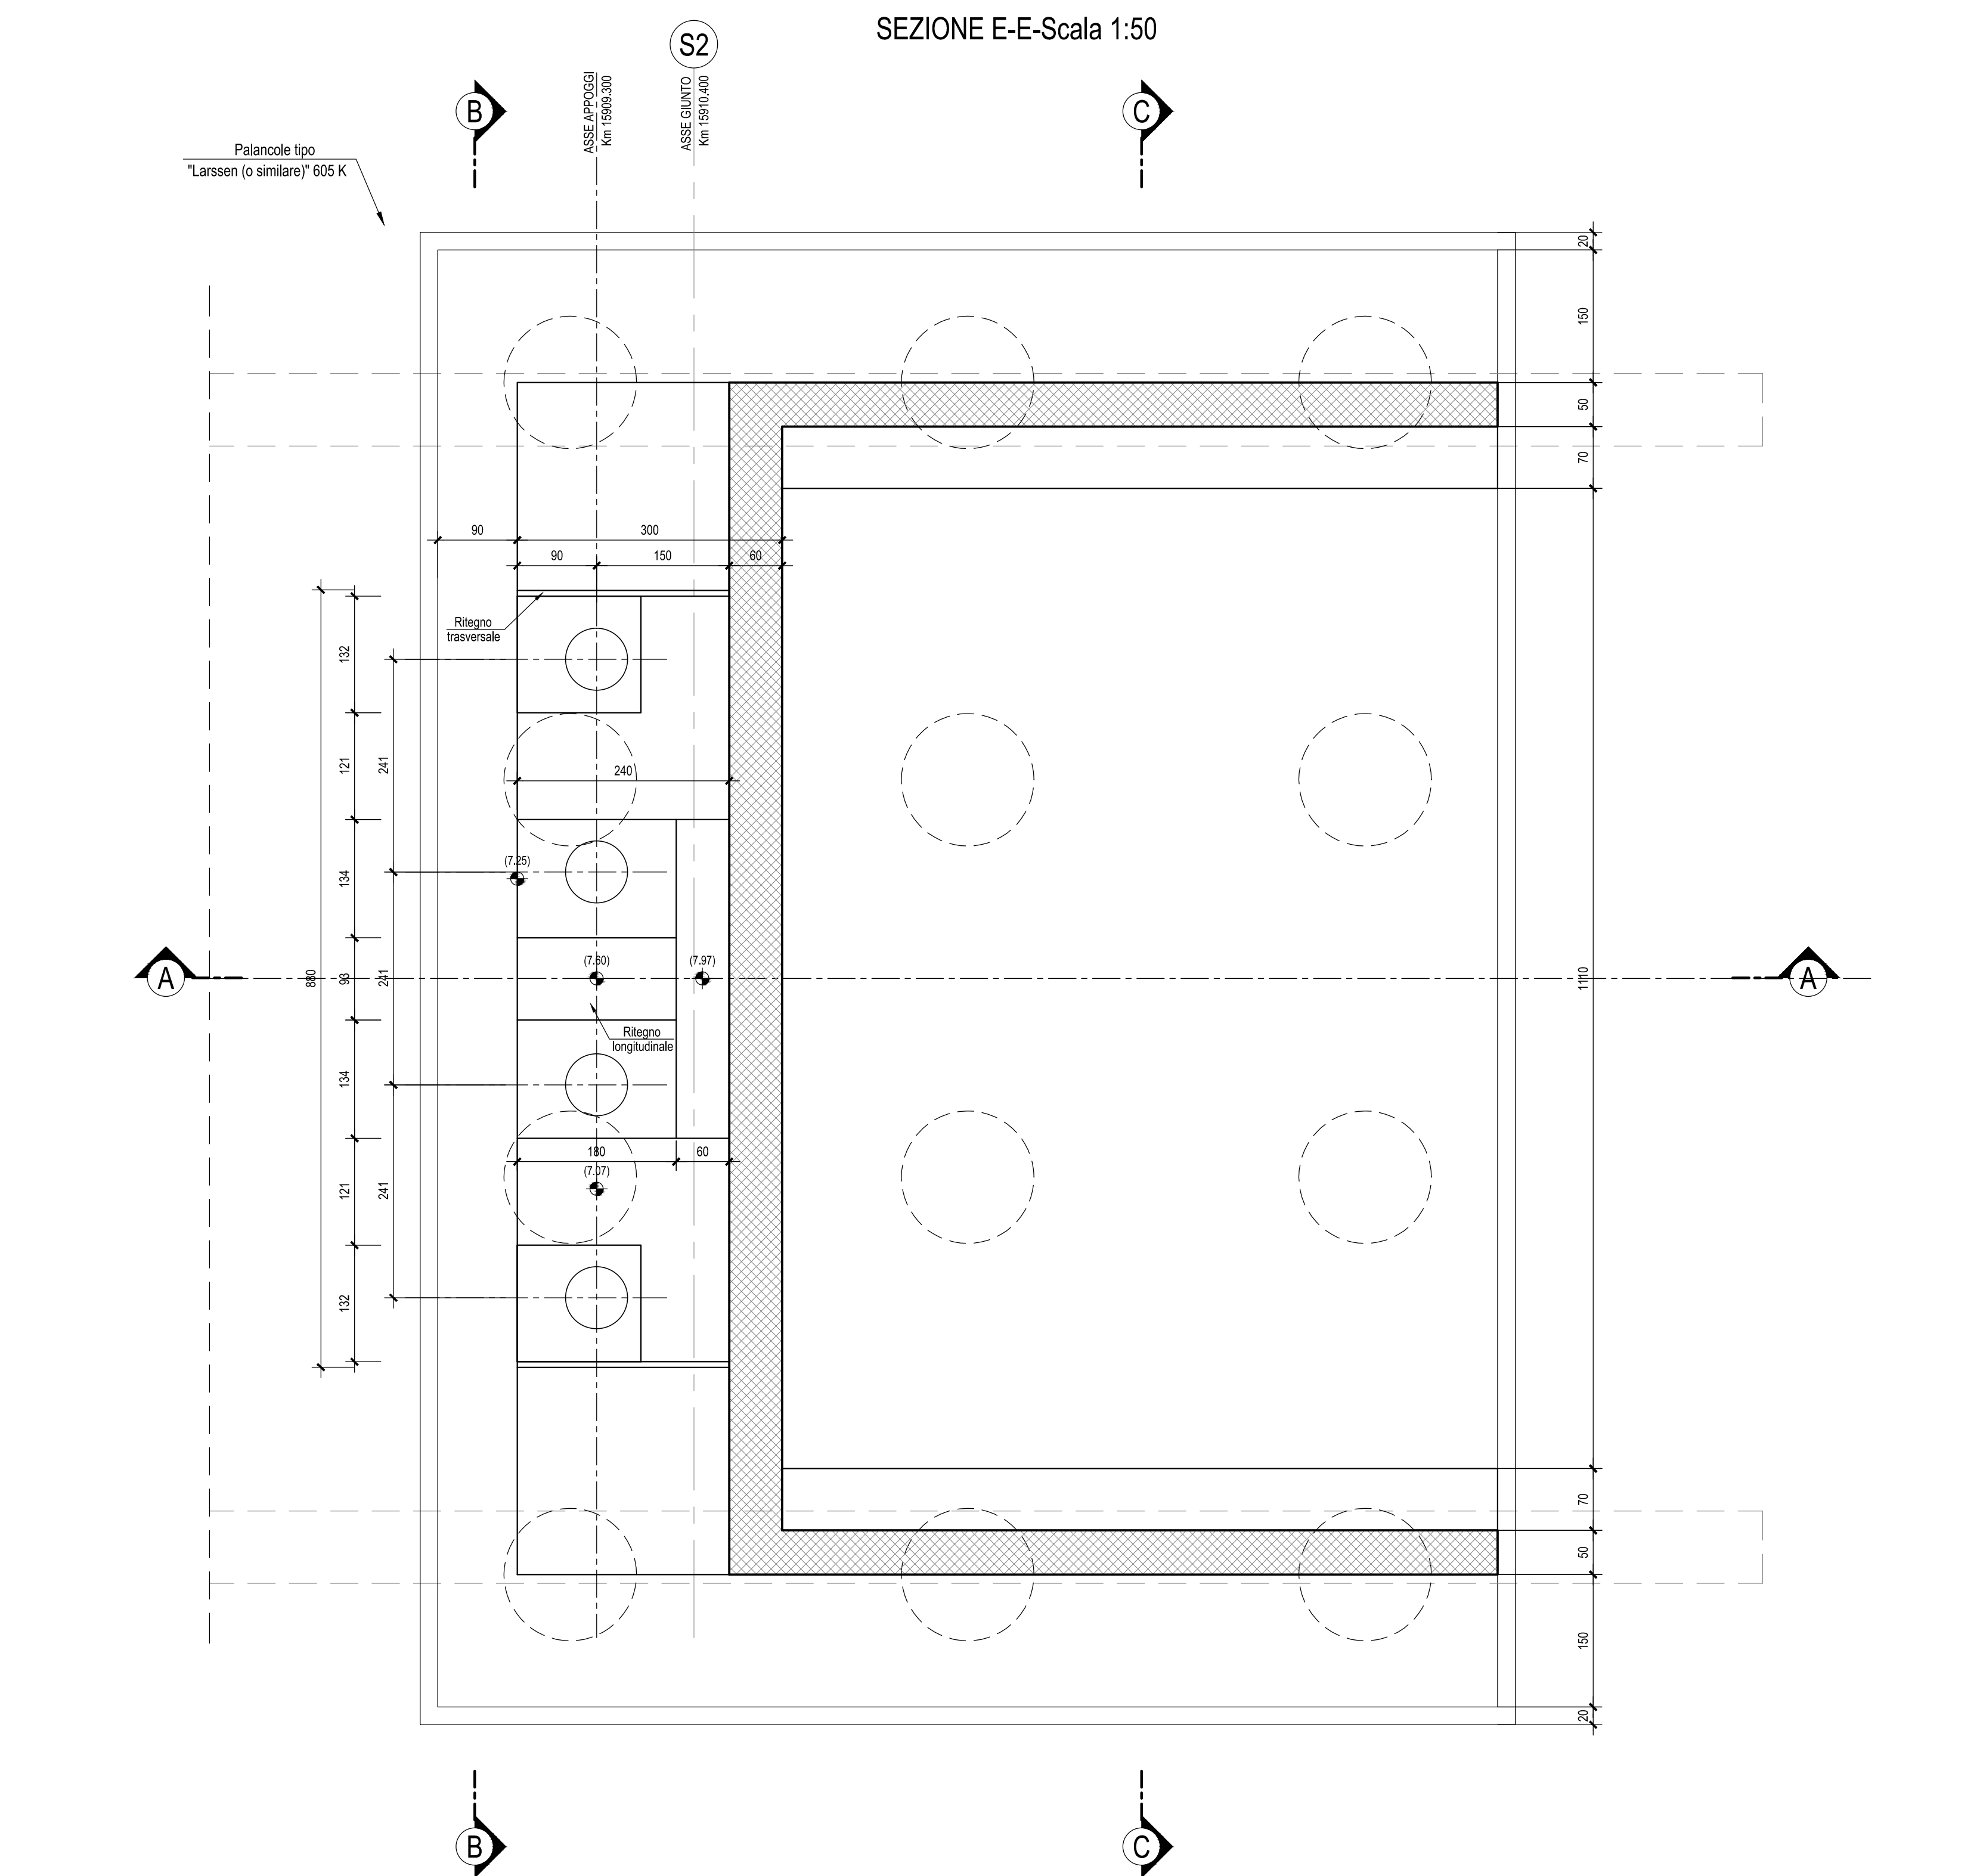 SEZIONE E-E-Scala 1:50
S2
B
C
ASSE APPOGGI
Km 15909.300
ASSE GIUNTO
Km 15910.400
Palancole tipo
"Larssen (o similare)" 605 K
20
150
50
70
90
300
90
150
60
Ritegno
trasversale
132
121
241
240
134
(7.25)
880
93
241
(7.60)
(7.97)
1110
A
A
Ritegno
longitudinale
134
180
60
(7.07)
121
241
132
70
50
150
20
B
C